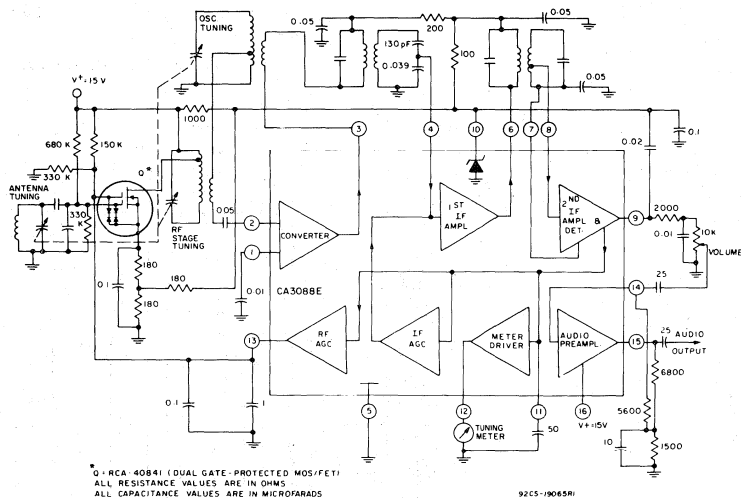 OSC
TUNING
0.05
200
0.05
130pF
0.039
100
0.05
V+=15V
1000
680 K
150K
330 K
Q*
3
4
10
6
7
8
0.02
0.1
ANTENNA
TUNING
330
K
RF
STAGE
TUNING
0.05
2
CONVERTER
1ST
IF
AMPL
2ND
IF
AMPL &
DET.
9
2000
0.01
10K
VOLUME
1
0.01
CA3088E
180
180
0.1
180
25
14
13
RF
AGC
IF
AGC
METER
DRIVER
AUDIO
PREAMPL.
15
25
AUDIO
OUTPUT
6800
0.1
1
5
12
11
16
V+=15V
5600
50
TUNING
METER
10
1500
*Q=RCA-40841 (DUAL GATE-PROTECTED MOS/FET)
ALL RESISTANCE VALUES ARE IN OHMS
ALL CAPACITANCE VALUES ARE IN MICROFARADS
92CS-19065R1